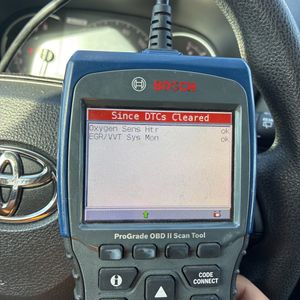 BOSCH
Since DTCs Cleared
Oxygen Sens Htr ok
EGR/VVT Sys Mon ok
ProGrade OBD II Scan Tool
CODE
CONNECT